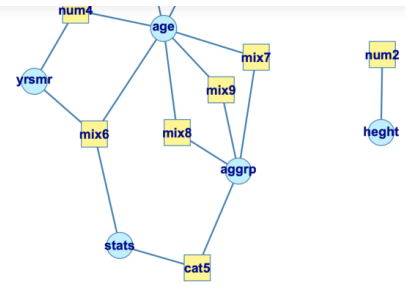 num4
age
mix7
num2
yrsmr
mix9
mix6
mix8
heght
aggrp
stats
cat5